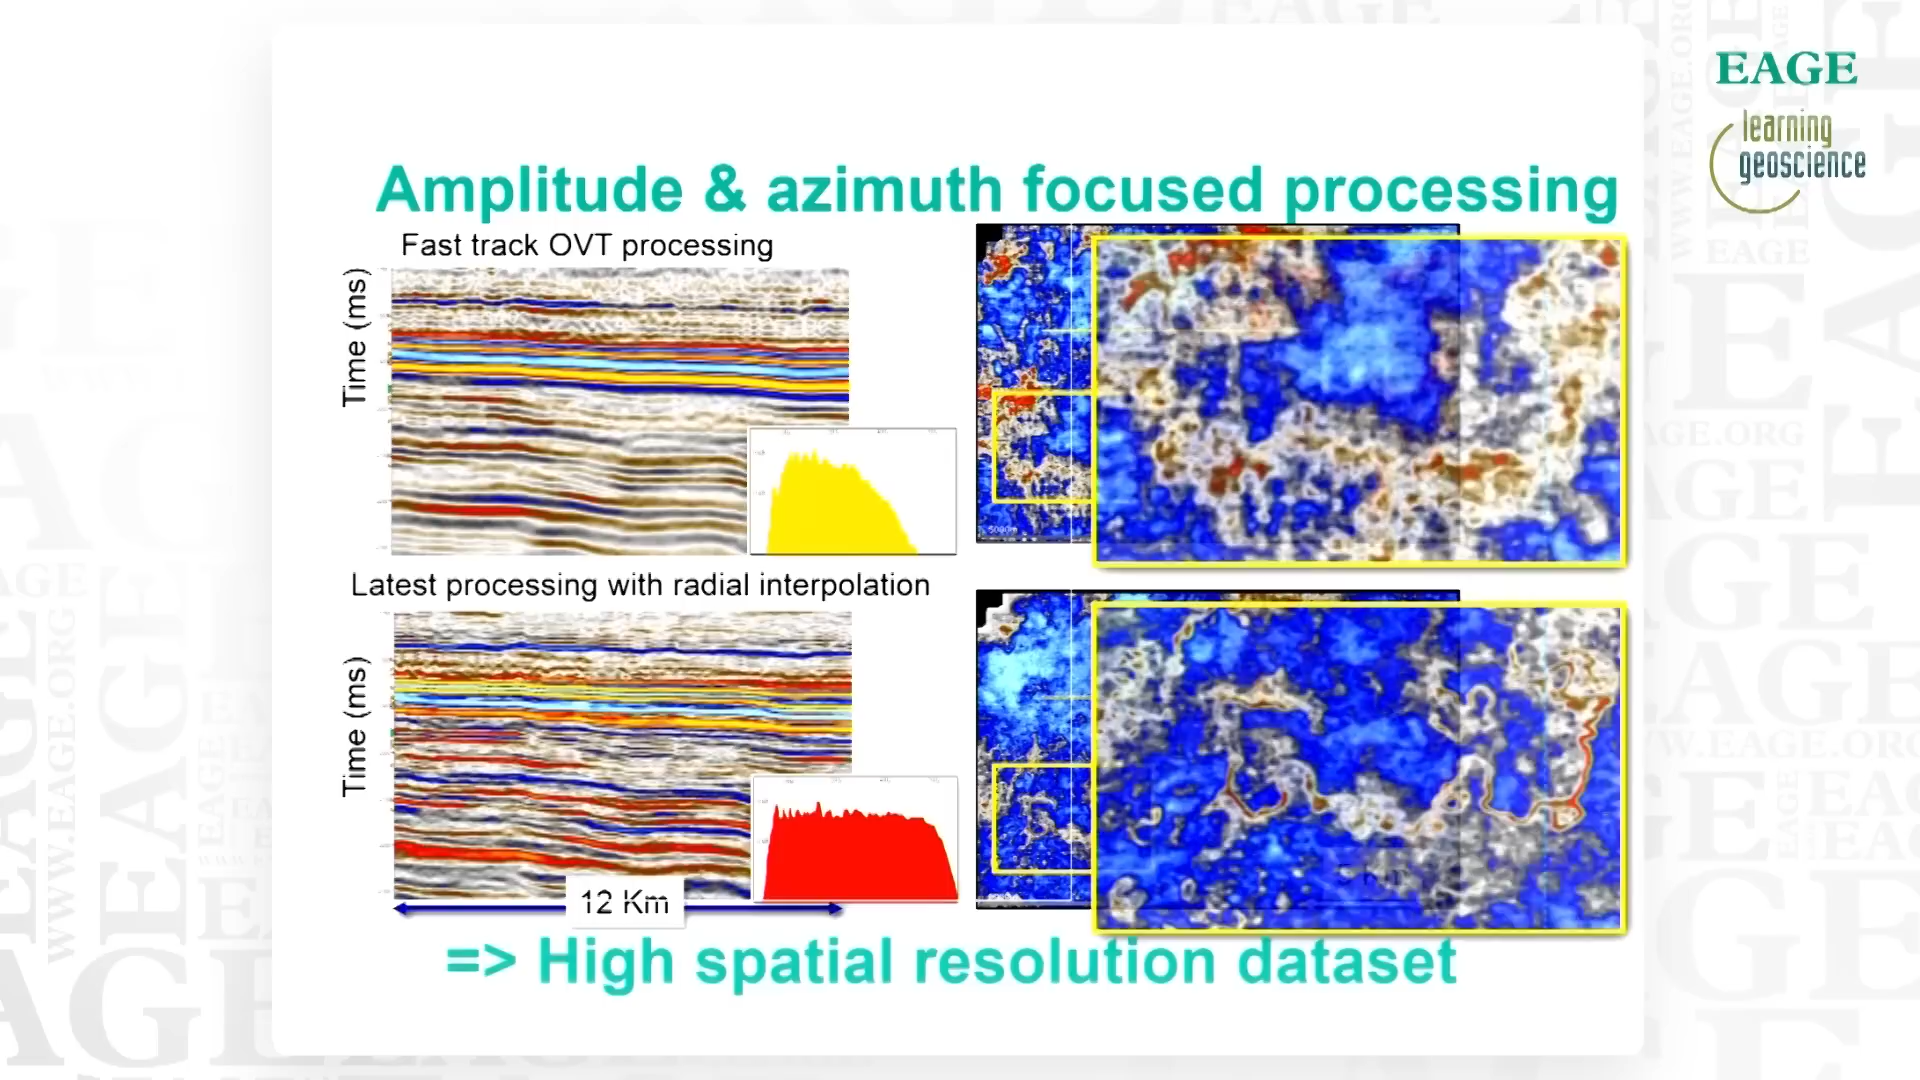 EAGE
learning
geoscience
Amplitude & azimuth focused processing
Fast track OVT processing
Time (ms)
Latest processing with radial interpolation
Time (ms)
12 Km
=> High spatial resolution dataset